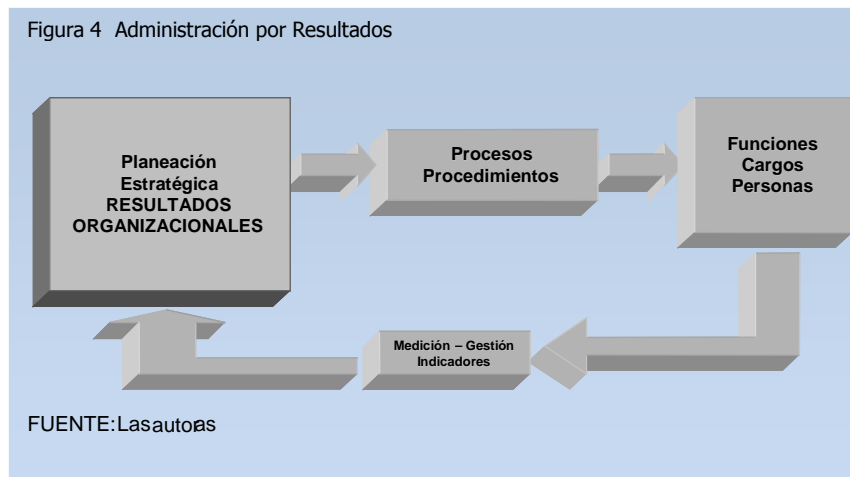 Figura 4 Administración por Resultados
Planeación
Estratégica
RESULTADOS
ORGANIZACIONALES
Procesos
Procedimientos
Funciones
Cargos
Personas
Medición – Gestión
Indicadores
FUENTE:Lasautoras